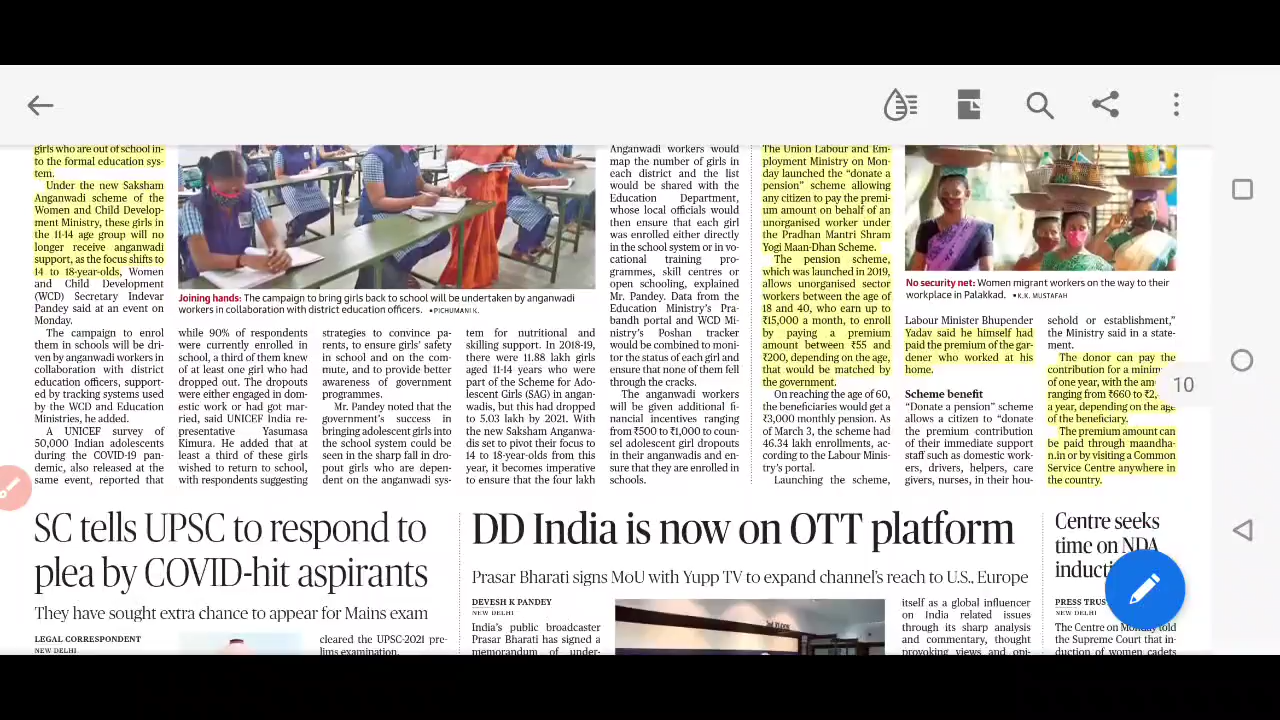 girls who are out of school in-
to the formal education sys-
tem.
Under the new Saksham
Anganwadi scheme of the
Women and Child Develop-
ment Ministry, these girls in
the 11-14 age group will no
longer receive anganwadi
support, as the focus shifts to
14 to 18-year-olds, Women
and Child Development
(WCD) Secretary Indevar
Pandey said at an event on
Monday.
The campaign to enrol
them in schools will be dri-
ven by anganwadi workers in
collaboration with district
education officers, support-
ed by tracking systems used
by the WCD and Education
Ministries, he added.
A UNICEF survey of
50,000 Indian adolescents
during the COVID-19 pan-
demic, also released at the
same event, reported that
Joining hands: The campaign to bring girls back to school will be undertaken by anganwadi
workers in collaboration with district education officers. •PICHUMANI K.
while 90% of respondents
were currently enrolled in
school, a third of them knew
of at least one girl who had
dropped out. The dropouts
were either engaged in dom-
estic work or had got mar-
ried, said UNICEF India re-
presentative Yasumasa
Kimura. He added that at
least a third of these girls
wished to return to school,
with respondents suggesting
strategies to convince pa-
rents, to ensure girls' safety
in school and on the com-
mute, and to provide better
awareness of government
programmes.
Mr. Pandey noted that the
government's success in
bringing adolescent girls into
the school system could be
seen in the sharp fall in dro-
pout girls who are depen-
dent on the anganwadi sys-
tem for nutritional and
skilling support. In 2018-19,
there were 11.88 lakh girls
aged 11-14 years who were
part of the Scheme for Ado-
lescent Girls (SAG) in angan-
wadis, but this had dropped
to 5.03 lakh by 2021. With
the new Saksham Anganwa-
dis set to pivot their focus to
14 to 18-year-olds from this
year, it becomes imperative
to ensure that the four lakh
Anganwadi workers would
map the number of girls in
each district and the list
would be shared with the
Education Department,
whose local officials would
then ensure that each girl
was enrolled either directly
in the school system or in vo-
cational training pro-
grammes, skill centres or
open schooling, explained
Mr. Pandey. Data from the
Education Ministry's Pra-
bandh portal and WCD Mi-
nistry's Poshan tracker
would be combined to moni-
tor the status of each girl and
ensure that none of them fell
through the cracks.
The anganwadi workers
will be given additional fi-
nancial incentives ranging
from ₹500 to ₹1,000 to coun-
sel adolescent girl dropouts
in their anganwadis and en-
sure that they are enrolled in
schools.
The Union Labour and Em-
ployment Ministry on Mon-
day launched the “donate a
pension” scheme allowing
any citizen to pay the premi-
um amount on behalf of an
unorganised worker under
the Pradhan Mantri Shram
Yogi Maan-Dhan Scheme.
The pension scheme,
which was launched in 2019,
allows unorganised sector
workers between the age of
18 and 40, who earn up to
₹15,000 a month, to enroll
by paying a premium
amount between ₹55 and
₹200, depending on the age,
that would be matched by
the government.
On reaching the age of 60,
the beneficiaries would get a
₹3,000 monthly pension. As
of March 3, the scheme had
46.34 lakh enrollments, ac-
cording to the Labour Minis-
try's portal.
Launching the scheme,
No security net: Women migrant workers on the way to their
workplace in Palakkad. •K.K. MUSTAFAH
Labour Minister Bhupender
Yadav said he himself had
paid the premium of the gar-
dener who worked at his
home.
Scheme benefit
“Donate a pension” scheme
allows a citizen to “donate
the premium contribution
of their immediate support
staff such as domestic work-
ers, drivers, helpers, care
givers, nurses, in their hou-
sehold or establishment,”
the Ministry said in a state-
ment.
The donor can pay the
contribution for a minim
of one year, with the am
ranging from ₹660 to ₹2,
a year, depending on the age
of the beneficiary.
The premium amount can
be paid through maandha-
n.in or by visiting a Common
Service Centre anywhere in
the country.
10
SC tells UPSC to respond to
plea by COVID-hit aspirants
They have sought extra chance to appear for Mains exam
LEGAL CORRESPONDENT
NEW DELHI
cleared the UPSC-2021 pre-
lims examination.
DD India is now on OTT platform
Prasar Bharati signs MoU with Yupp TV to expand channel's reach to U.S., Europe
DEVESH K PANDEY
NEW DELHI
India's public broadcaster
Prasar Bharati has signed a
memorandum of under-
itself as a global influencer
on India related issues
through its sharp analysis
and commentary, thought
provoking views and opi-
Centre seeks
time on NDA
inducti
PRESS TRUS
NEW DELHI
The Centre on Monday told
the Supreme Court that in-
duction of women cadets